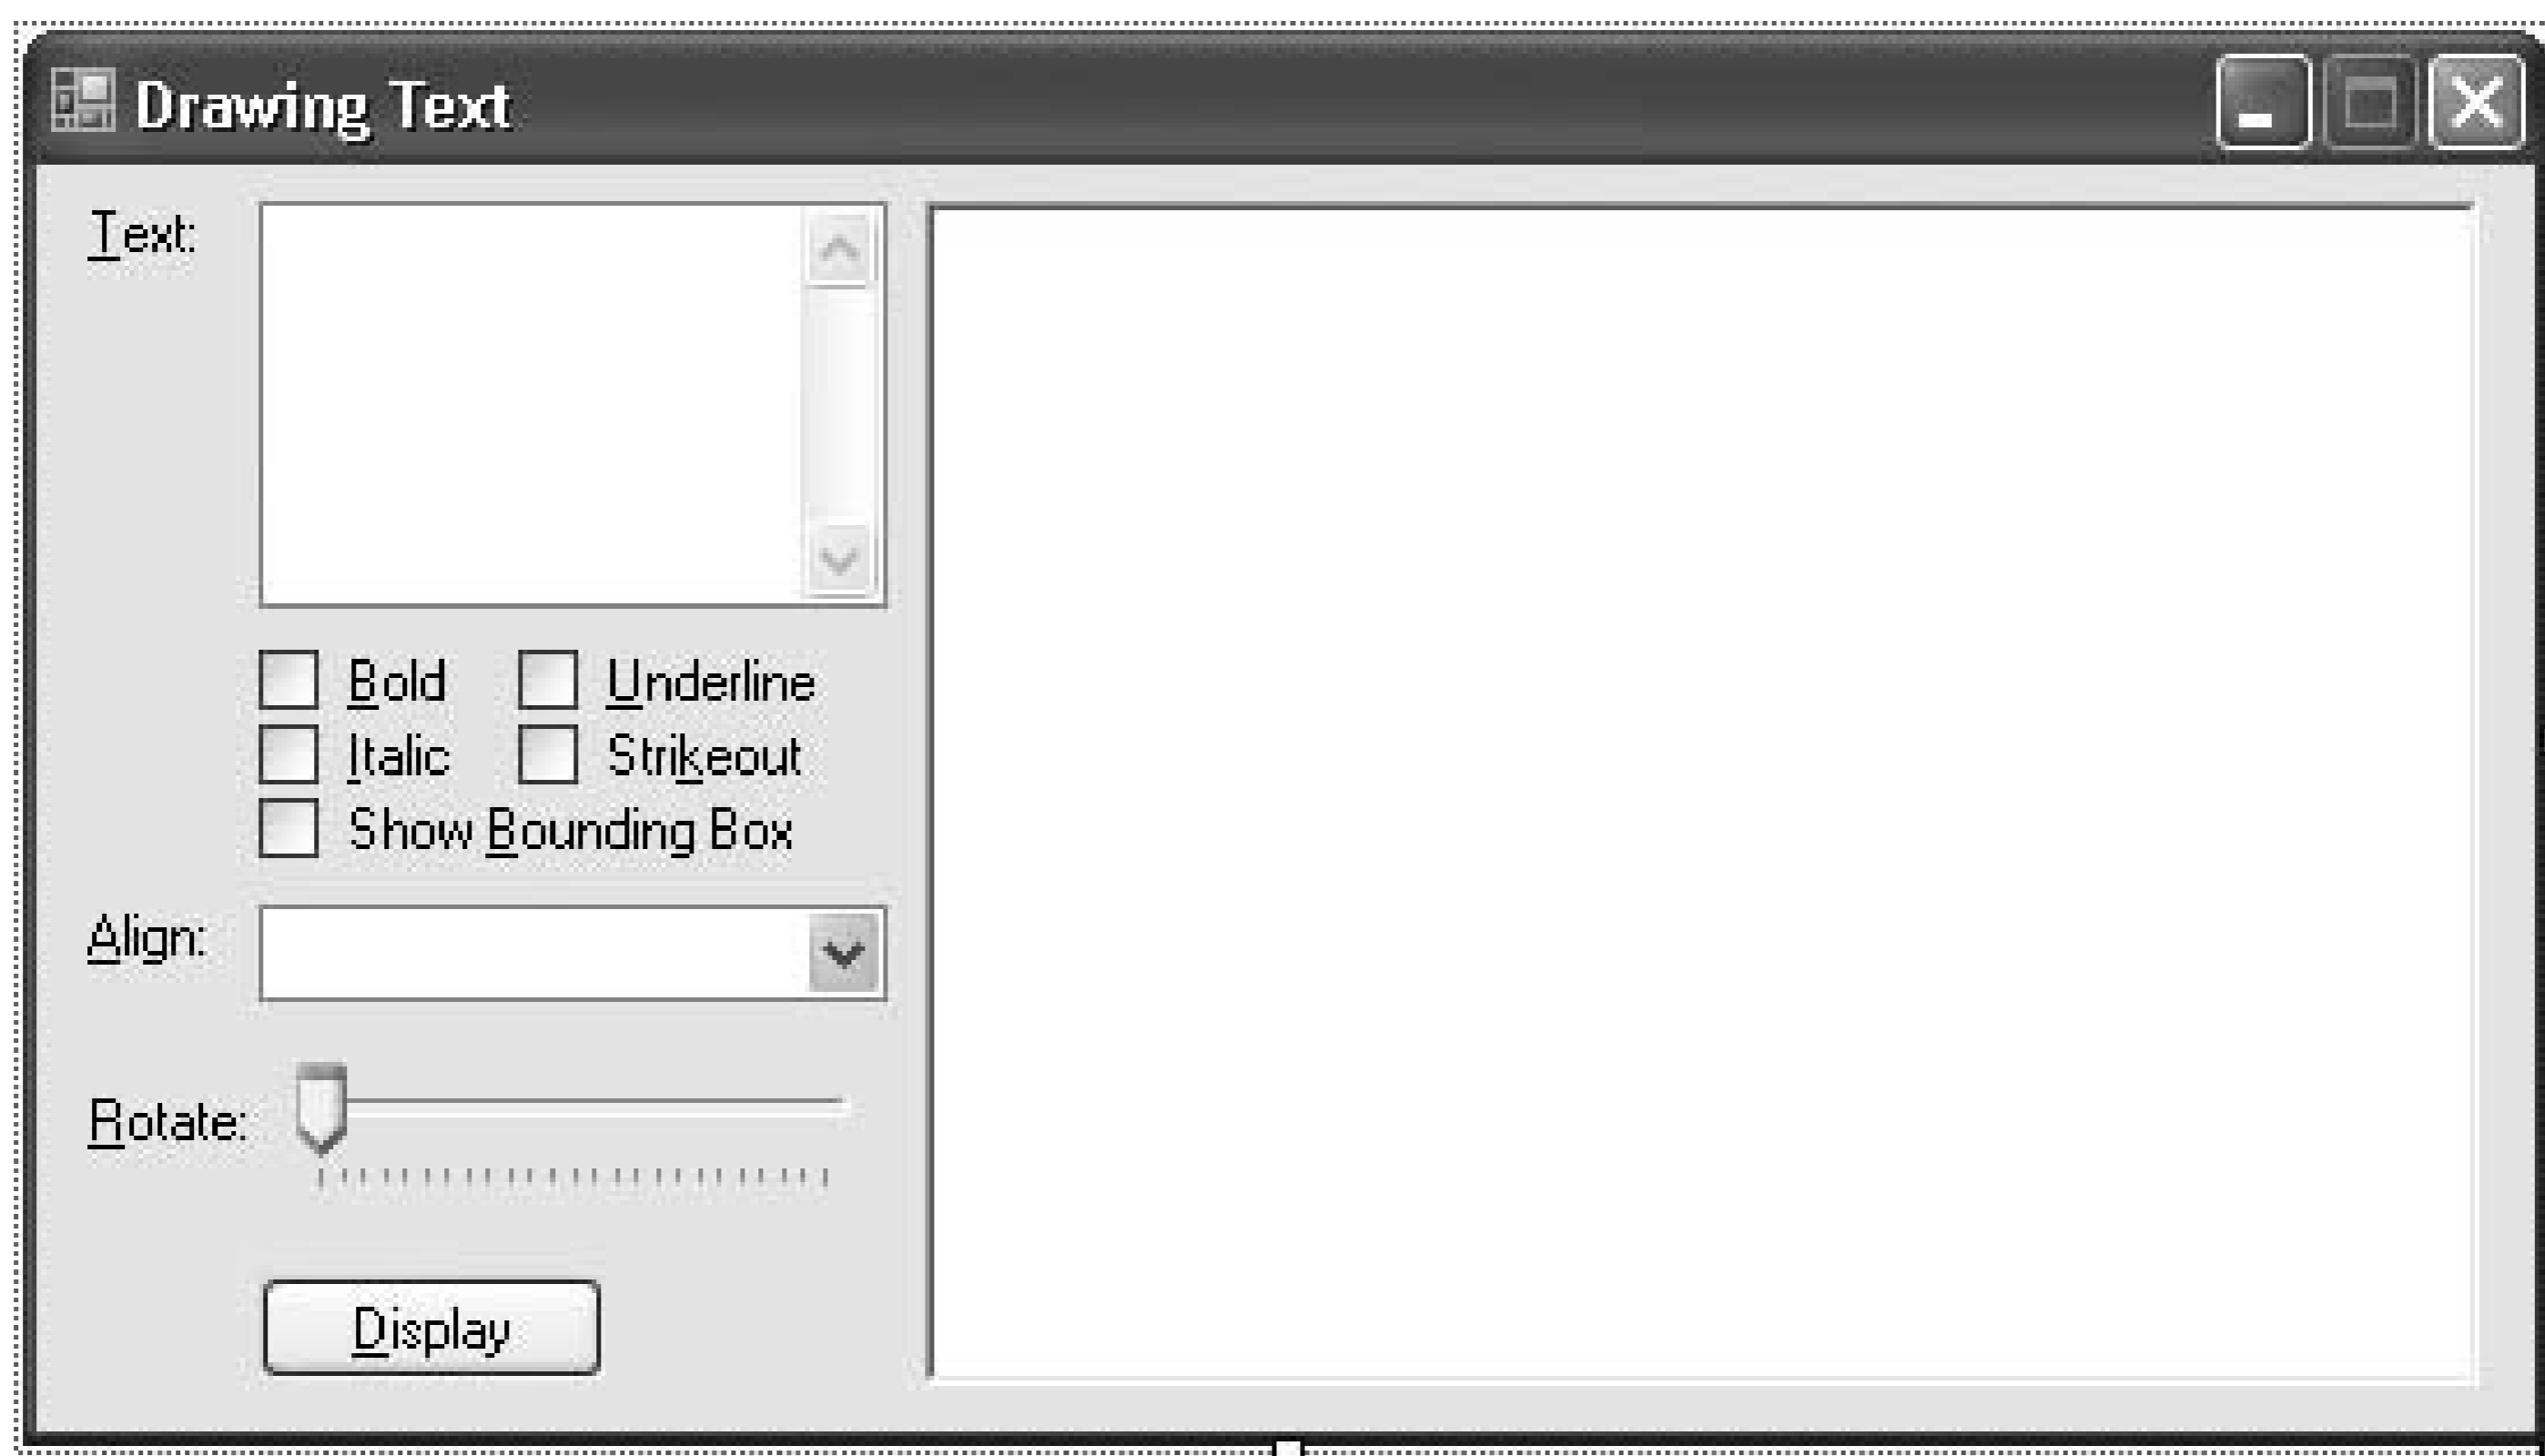 Drawing Text
Text:
Bold Underline
Italic Strikeout
Show Bounding Box
Align:
Rotate:
Display